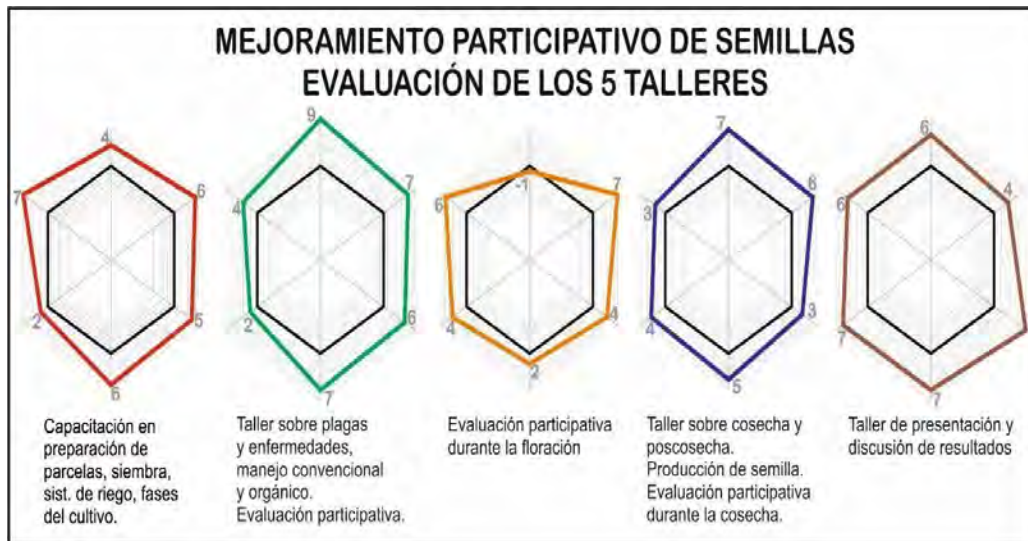 MEJORAMIENTO PARTICIPATIVO DE SEMILLAS
EVALUACIÓN DE LOS 5 TALLERES
4
6
5
6
2
7
9
7
6
7
2
4
-1
7
4
2
4
6
7
6
3
5
4
3
6
4
7
7
6
Capacitación en
preparación de
parcelas, siembra,
sist. de riego, fases
del cultivo.
Taller sobre plagas
y enfermedades,
manejo convencional
y orgánico.
Evaluación participativa.
Evaluación participativa
durante la floración
Taller sobre cosecha y
poscosecha.
Producción de semilla.
Evaluación participativa
durante la cosecha.
Taller de presentación y
discusión de resultados